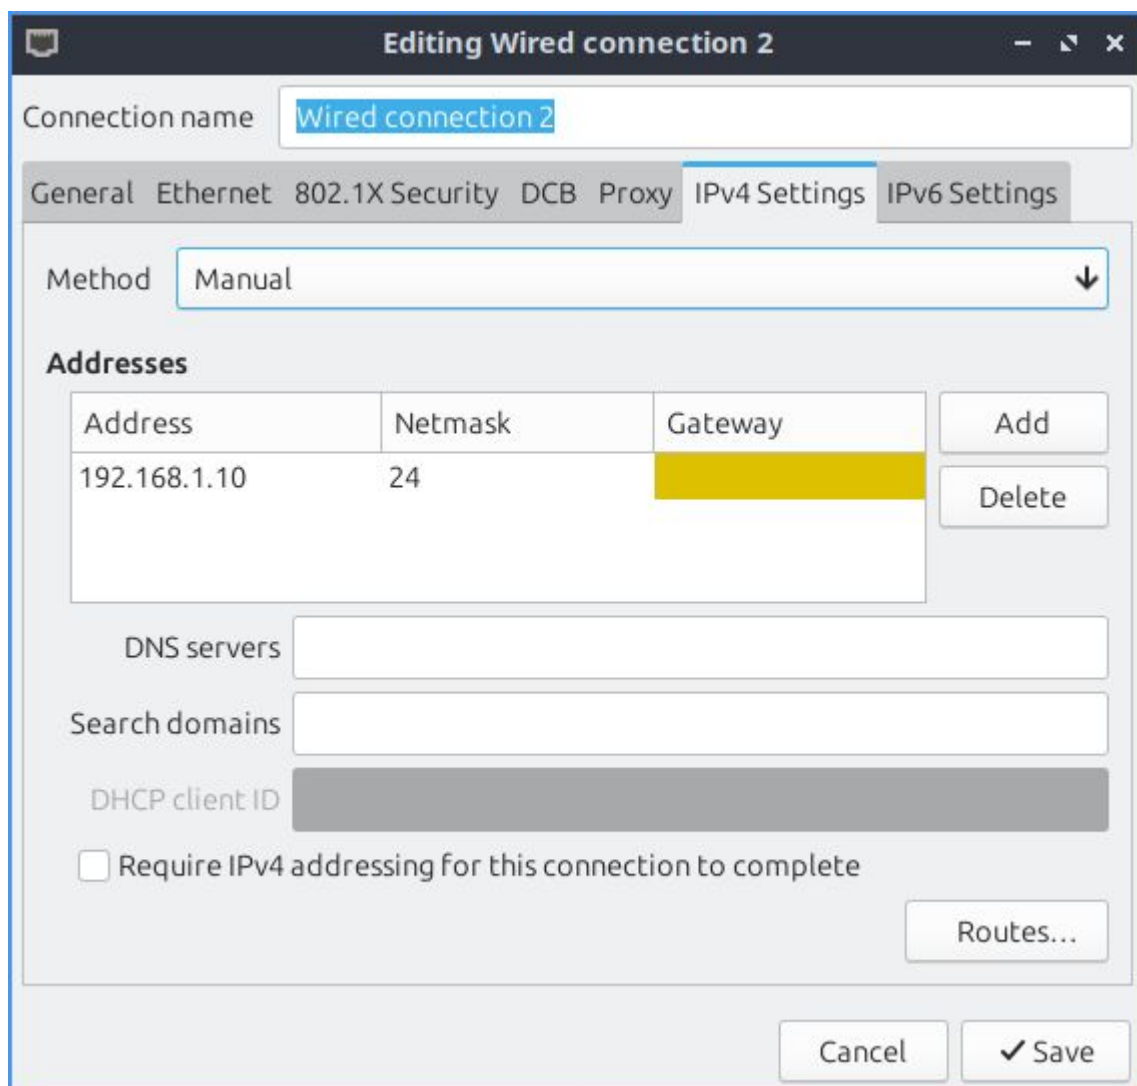 Editing Wired connection 2
Connection name Wired connection 2
General Ethernet 802.1X Security DCB Proxy IPv4 Settings IPv6 Settings
Method Manual
Addresses
Address Netmask Gateway Add
192.168.1.10 24
Delete
DNS servers
Search domains
DHCP client ID
Require IPv4 addressing for this connection to complete
Routes...
Cancel ✓ Save